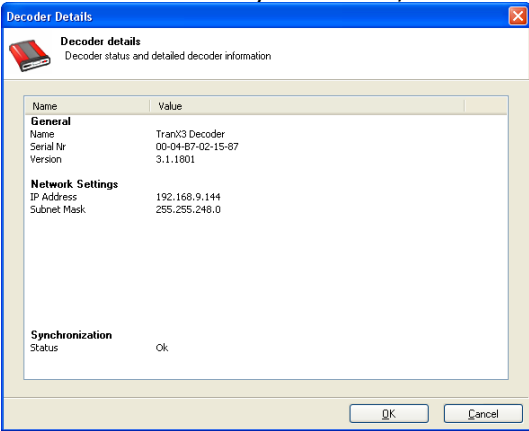 Decoder Details
Decoder details
Decoder status and detailed decoder information
Name Value
General
Name TranX3 Decoder
Serial Nr 00-04-B7-02-15-87
Version 3.1.1801
Network Settings
IP Address 192.168.9.144
Subnet Mask 255.255.248.0
Synchronization
Status Ok
OK Cancel